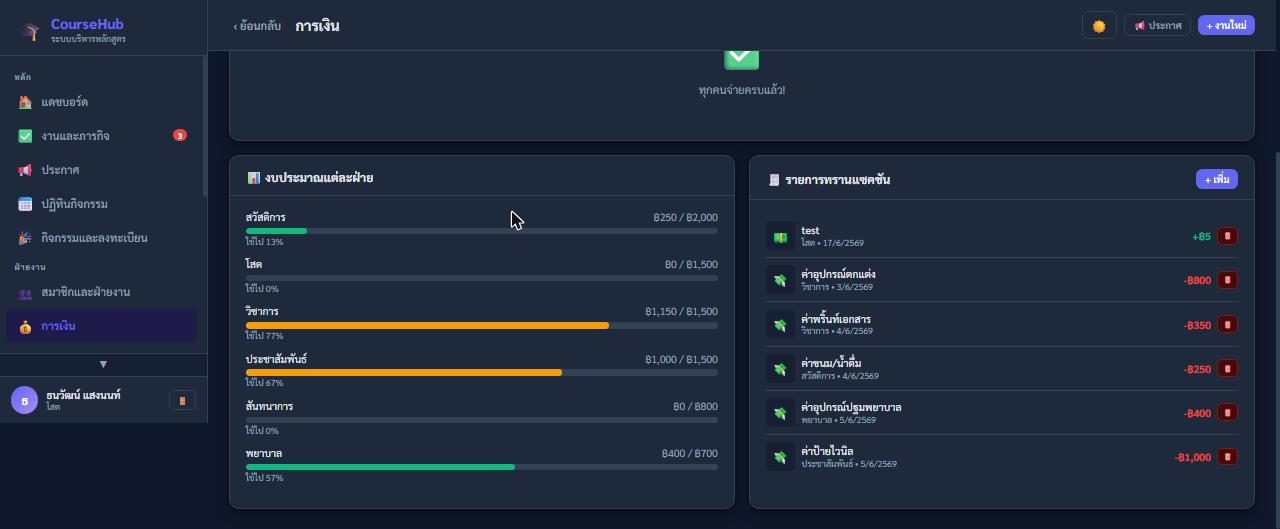 CourseHub
ระบบบริหารหลักสูตร
หลัก
แดชบอร์ด
งานและภารกิจ
3
ประกาศ
ปฏิทินกิจกรรม
กิจกรรมและลงทะเบียน
ฝ่ายงาน
สมาชิกและฝ่ายงาน
การเงิน
▼
ธ
ธนวัฒน์ แสงนนท์
โสต
‹ ย้อนกลับ
การเงิน
ประกาศ
+ งานใหม่
ทุกคนจ่ายครบแล้ว!
งบประมาณแต่ละฝ่าย
สวัสดิการ
฿250 / ฿2,000
ใช้ไป 13%
โสต
฿0 / ฿1,500
ใช้ไป 0%
วิชาการ
฿1,150 / ฿1,500
ใช้ไป 77%
ประชาสัมพันธ์
฿1,000 / ฿1,500
ใช้ไป 67%
สันทนาการ
฿0 / ฿800
ใช้ไป 0%
พยาบาล
฿400 / ฿700
ใช้ไป 57%
รายการทรานแซคชัน
+ เพิ่ม
test
โสต • 17/6/2569
+฿5
ค่าอุปกรณ์ตกแต่ง
วิชาการ • 3/6/2569
-฿800
ค่าพริ้นท์เอกสาร
วิชาการ • 4/6/2569
-฿350
ค่าขนม/น้ำดื่ม
สวัสดิการ • 4/6/2569
-฿250
ค่าอุปกรณ์ปฐมพยาบาล
พยาบาล • 5/6/2569
-฿400
ค่าป้ายไวนิล
ประชาสัมพันธ์ • 5/6/2569
-฿1,000